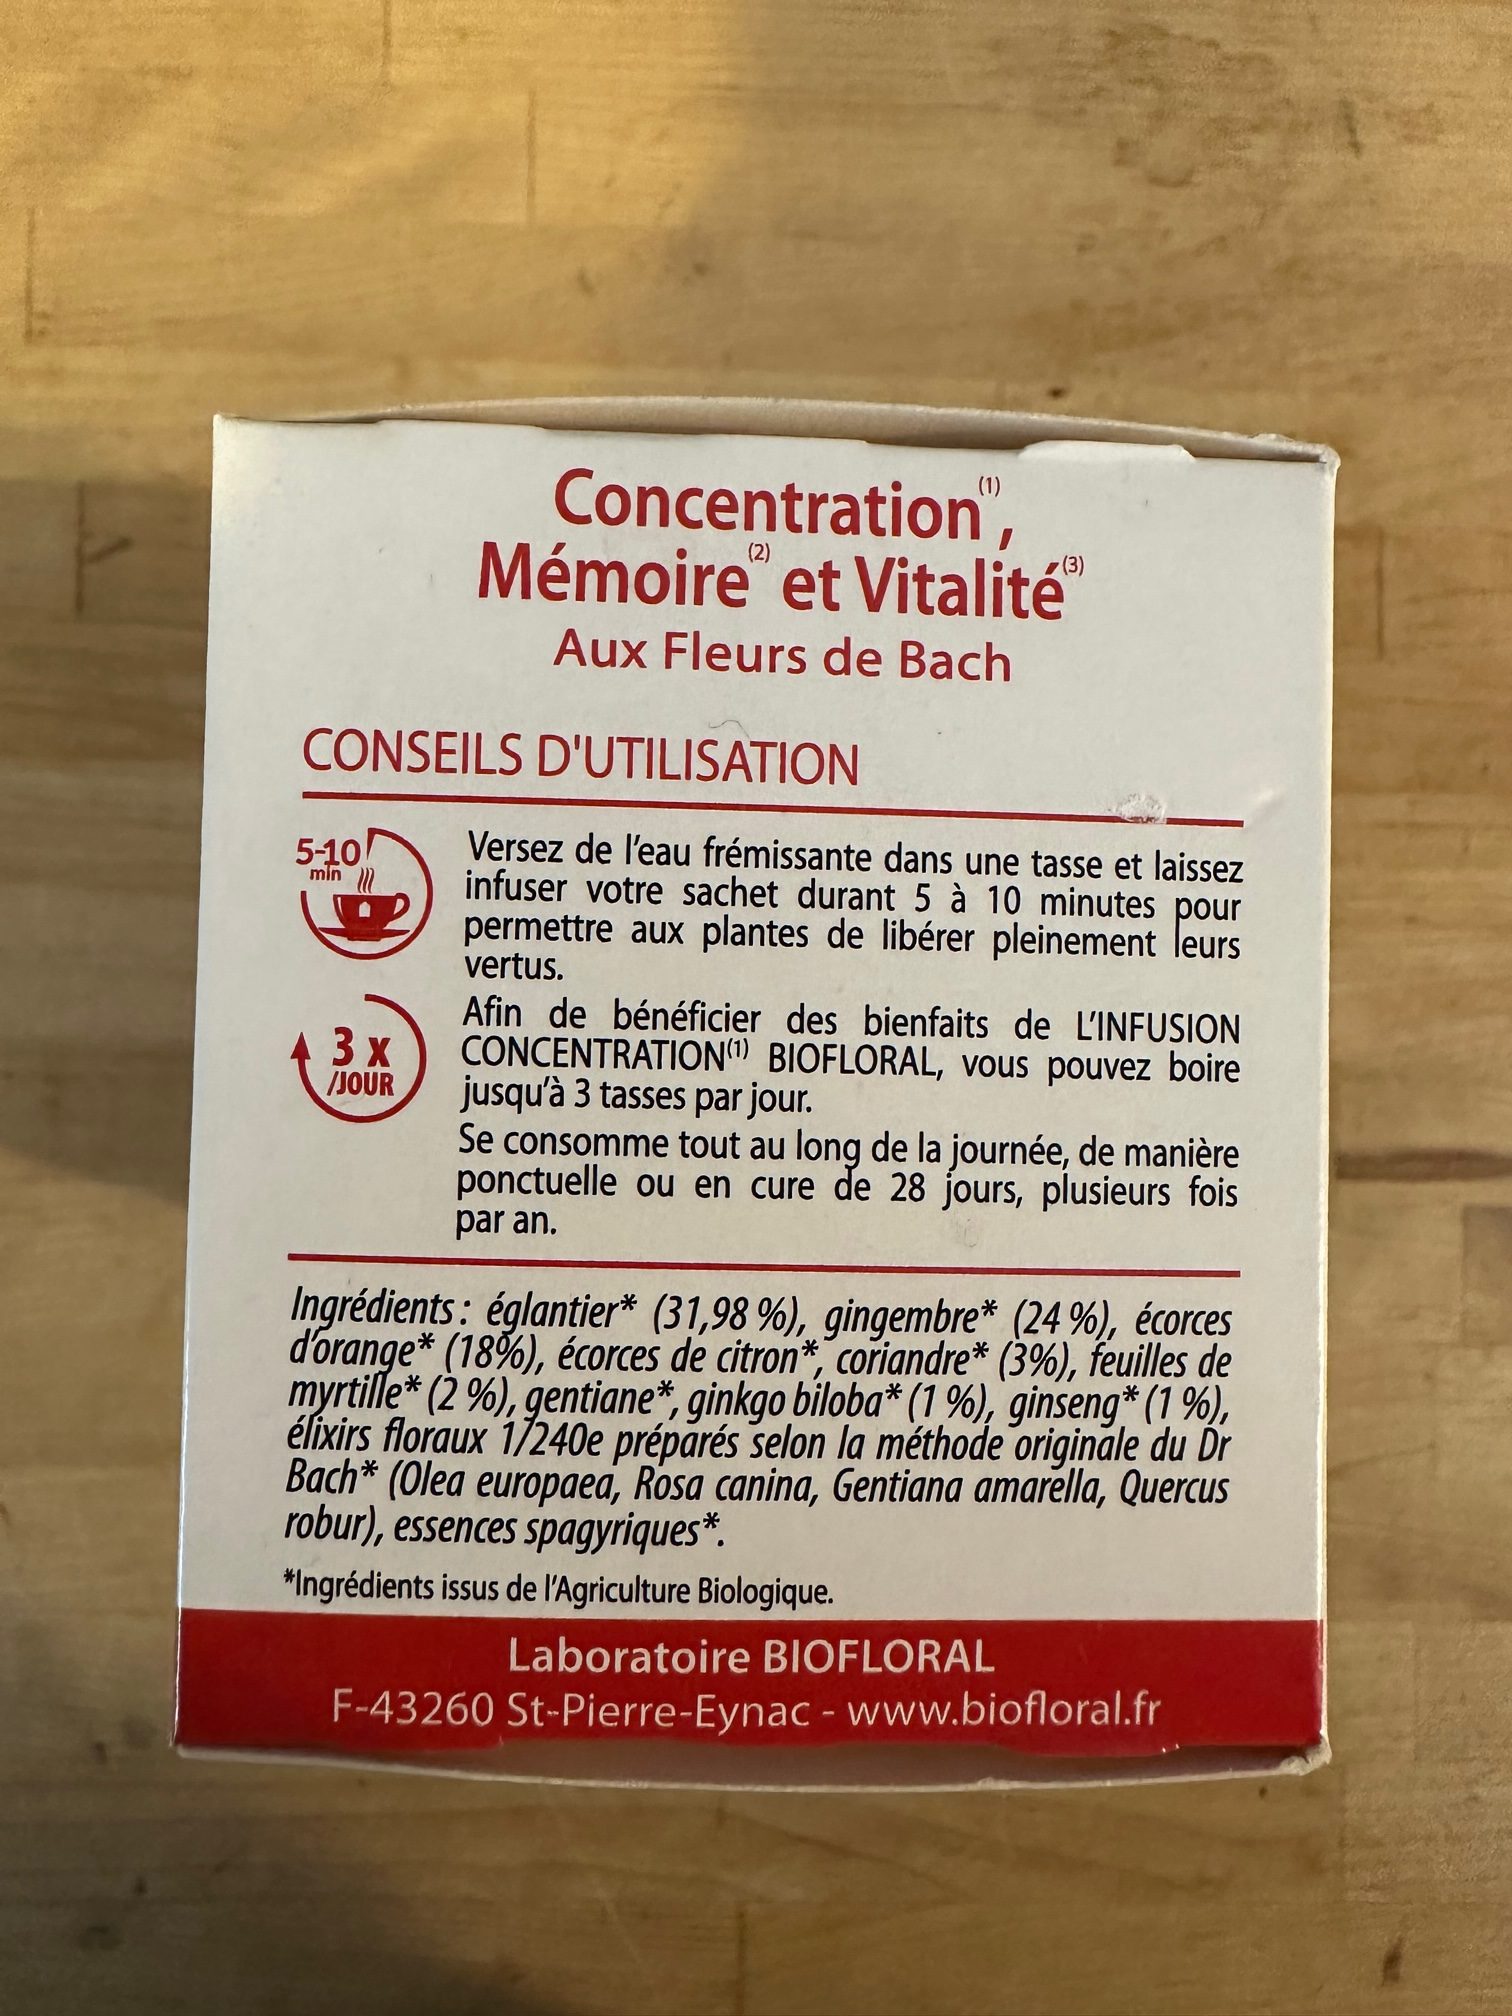 Concentration(1),
Mémoire(2) et Vitalité(3)
Aux Fleurs de Bach
CONSEILS D'UTILISATION
5-10
min
Versez de l'eau frémissante dans une tasse et laissez
infuser votre sachet durant 5 à 10 minutes pour
permettre aux plantes de libérer pleinement leurs
vertus.
3 x
/JOUR
Afin de bénéficier des bienfaits de L'INFUSION
CONCENTRATION(1) BIOFLORAL, vous pouvez boire
jusqu'à 3 tasses par jour.
Se consomme tout au long de la journée, de manière
ponctuelle ou en cure de 28 jours, plusieurs fois
par an.
Ingrédients : églantier* (31,98 %), gingembre* (24 %), écorces
d'orange* (18%), écorces de citron*, coriandre* (3%), feuilles de
myrtille* (2 %), gentiane*, ginkgo biloba* (1 %), ginseng* (1 %),
élixirs floraux 1/240e préparés selon la méthode originale du Dr
Bach* (Olea europaea, Rosa canina, Gentiana amarella, Quercus
robur), essences spagyriques*.
*Ingrédients issus de l'Agriculture Biologique.
Laboratoire BIOFLORAL
F-43260 St-Pierre-Eynac - www.biofloral.fr